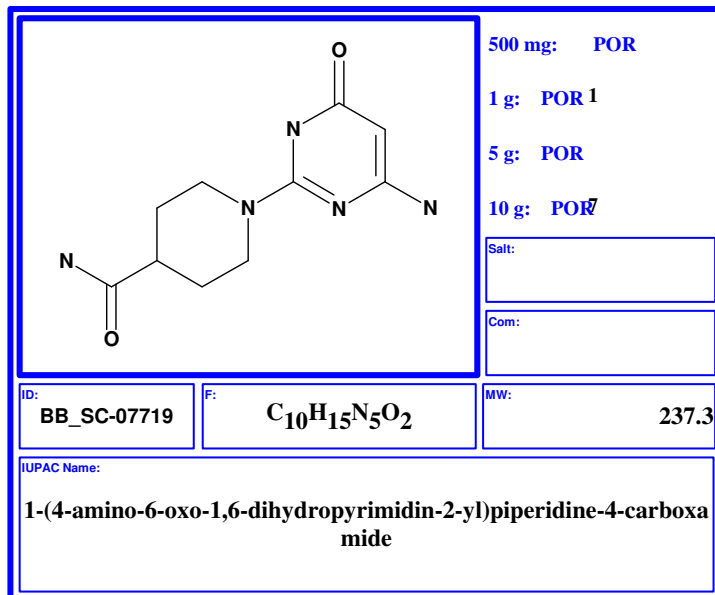 O
N
N
N
N
N
O
500 mg: POR
1 g: POR 1
5 g: POR
10 g: POR7
Salt:
Com:
ID:
BB_SC-07719
F:
C10H15N5O2
MW:
237.3
IUPAC Name:
1-(4-amino-6-oxo-1,6-dihydropyrimidin-2-yl)piperidine-4-carboxa
mide